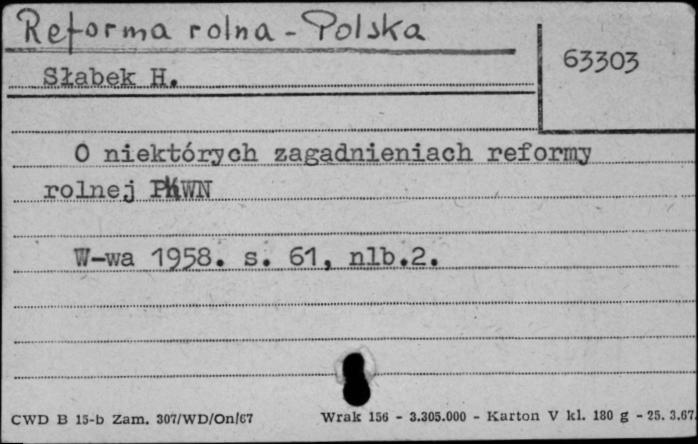 Reforma rolna - Polska
63303
Słabek H.
O niektórych zagadnieniach reformy
rolnej PKWN
W-wa 1958. s. 61, nlb.2.
CWD B 15-b Zam. 307/WD/On/67 Wrak 156 - 3.305.000 - Karton V kl. 180 g - 25. 3.67.